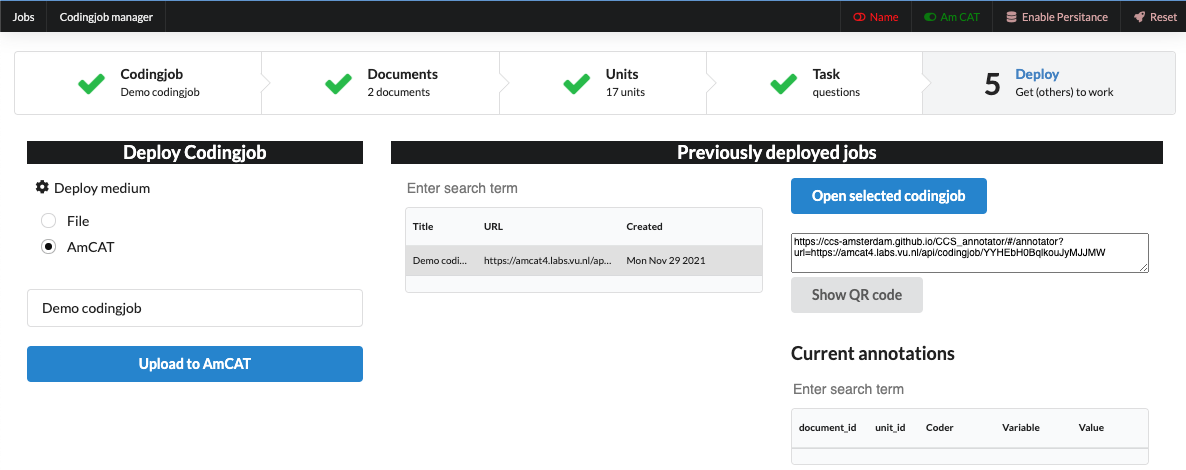 Jobs Codingjob manager Name Am CAT Enable Persitance Reset
Codingjob
Demo codingjob
Documents
2 documents
Units
17 units
Task
questions
5
Deploy
Get (others) to work
Deploy Codingjob
Deploy medium
File
AmCAT
Demo codingjob
Upload to AmCAT
Previously deployed jobs
Enter search term
Title URL Created
Demo codi... https://amcat4.labs.vu.nl/ap... Mon Nov 29 2021
Open selected codingjob
https://ccs-amsterdam.github.io/CCS_annotator/#/annotator?
url=https://amcat4.labs.vu.nl/api/codingjob/YYHEbH0BqlkouJyMJJMW
Show QR code
Current annotations
Enter search term
document_id unit_id Coder Variable Value